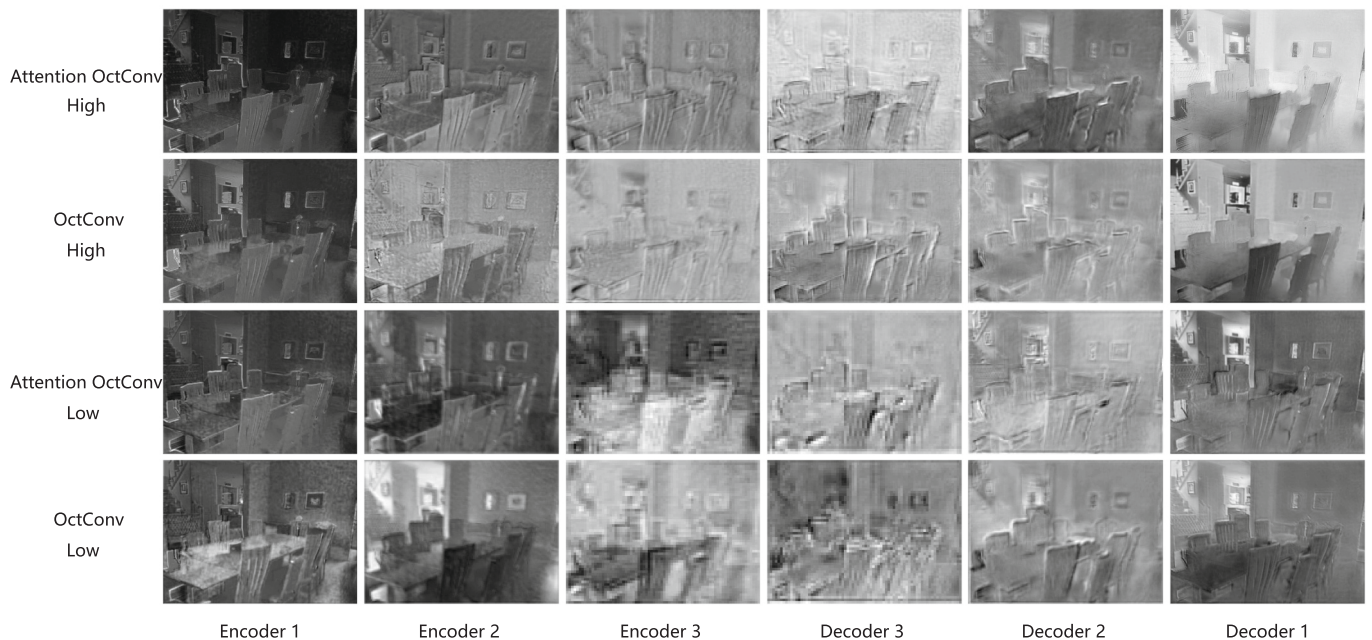 Attention OctConv
High
OctConv
High
Attention OctConv
Low
OctConv
Low
Encoder 1
Encoder 2
Encoder 3
Decoder 3
Decoder 2
Decoder 1